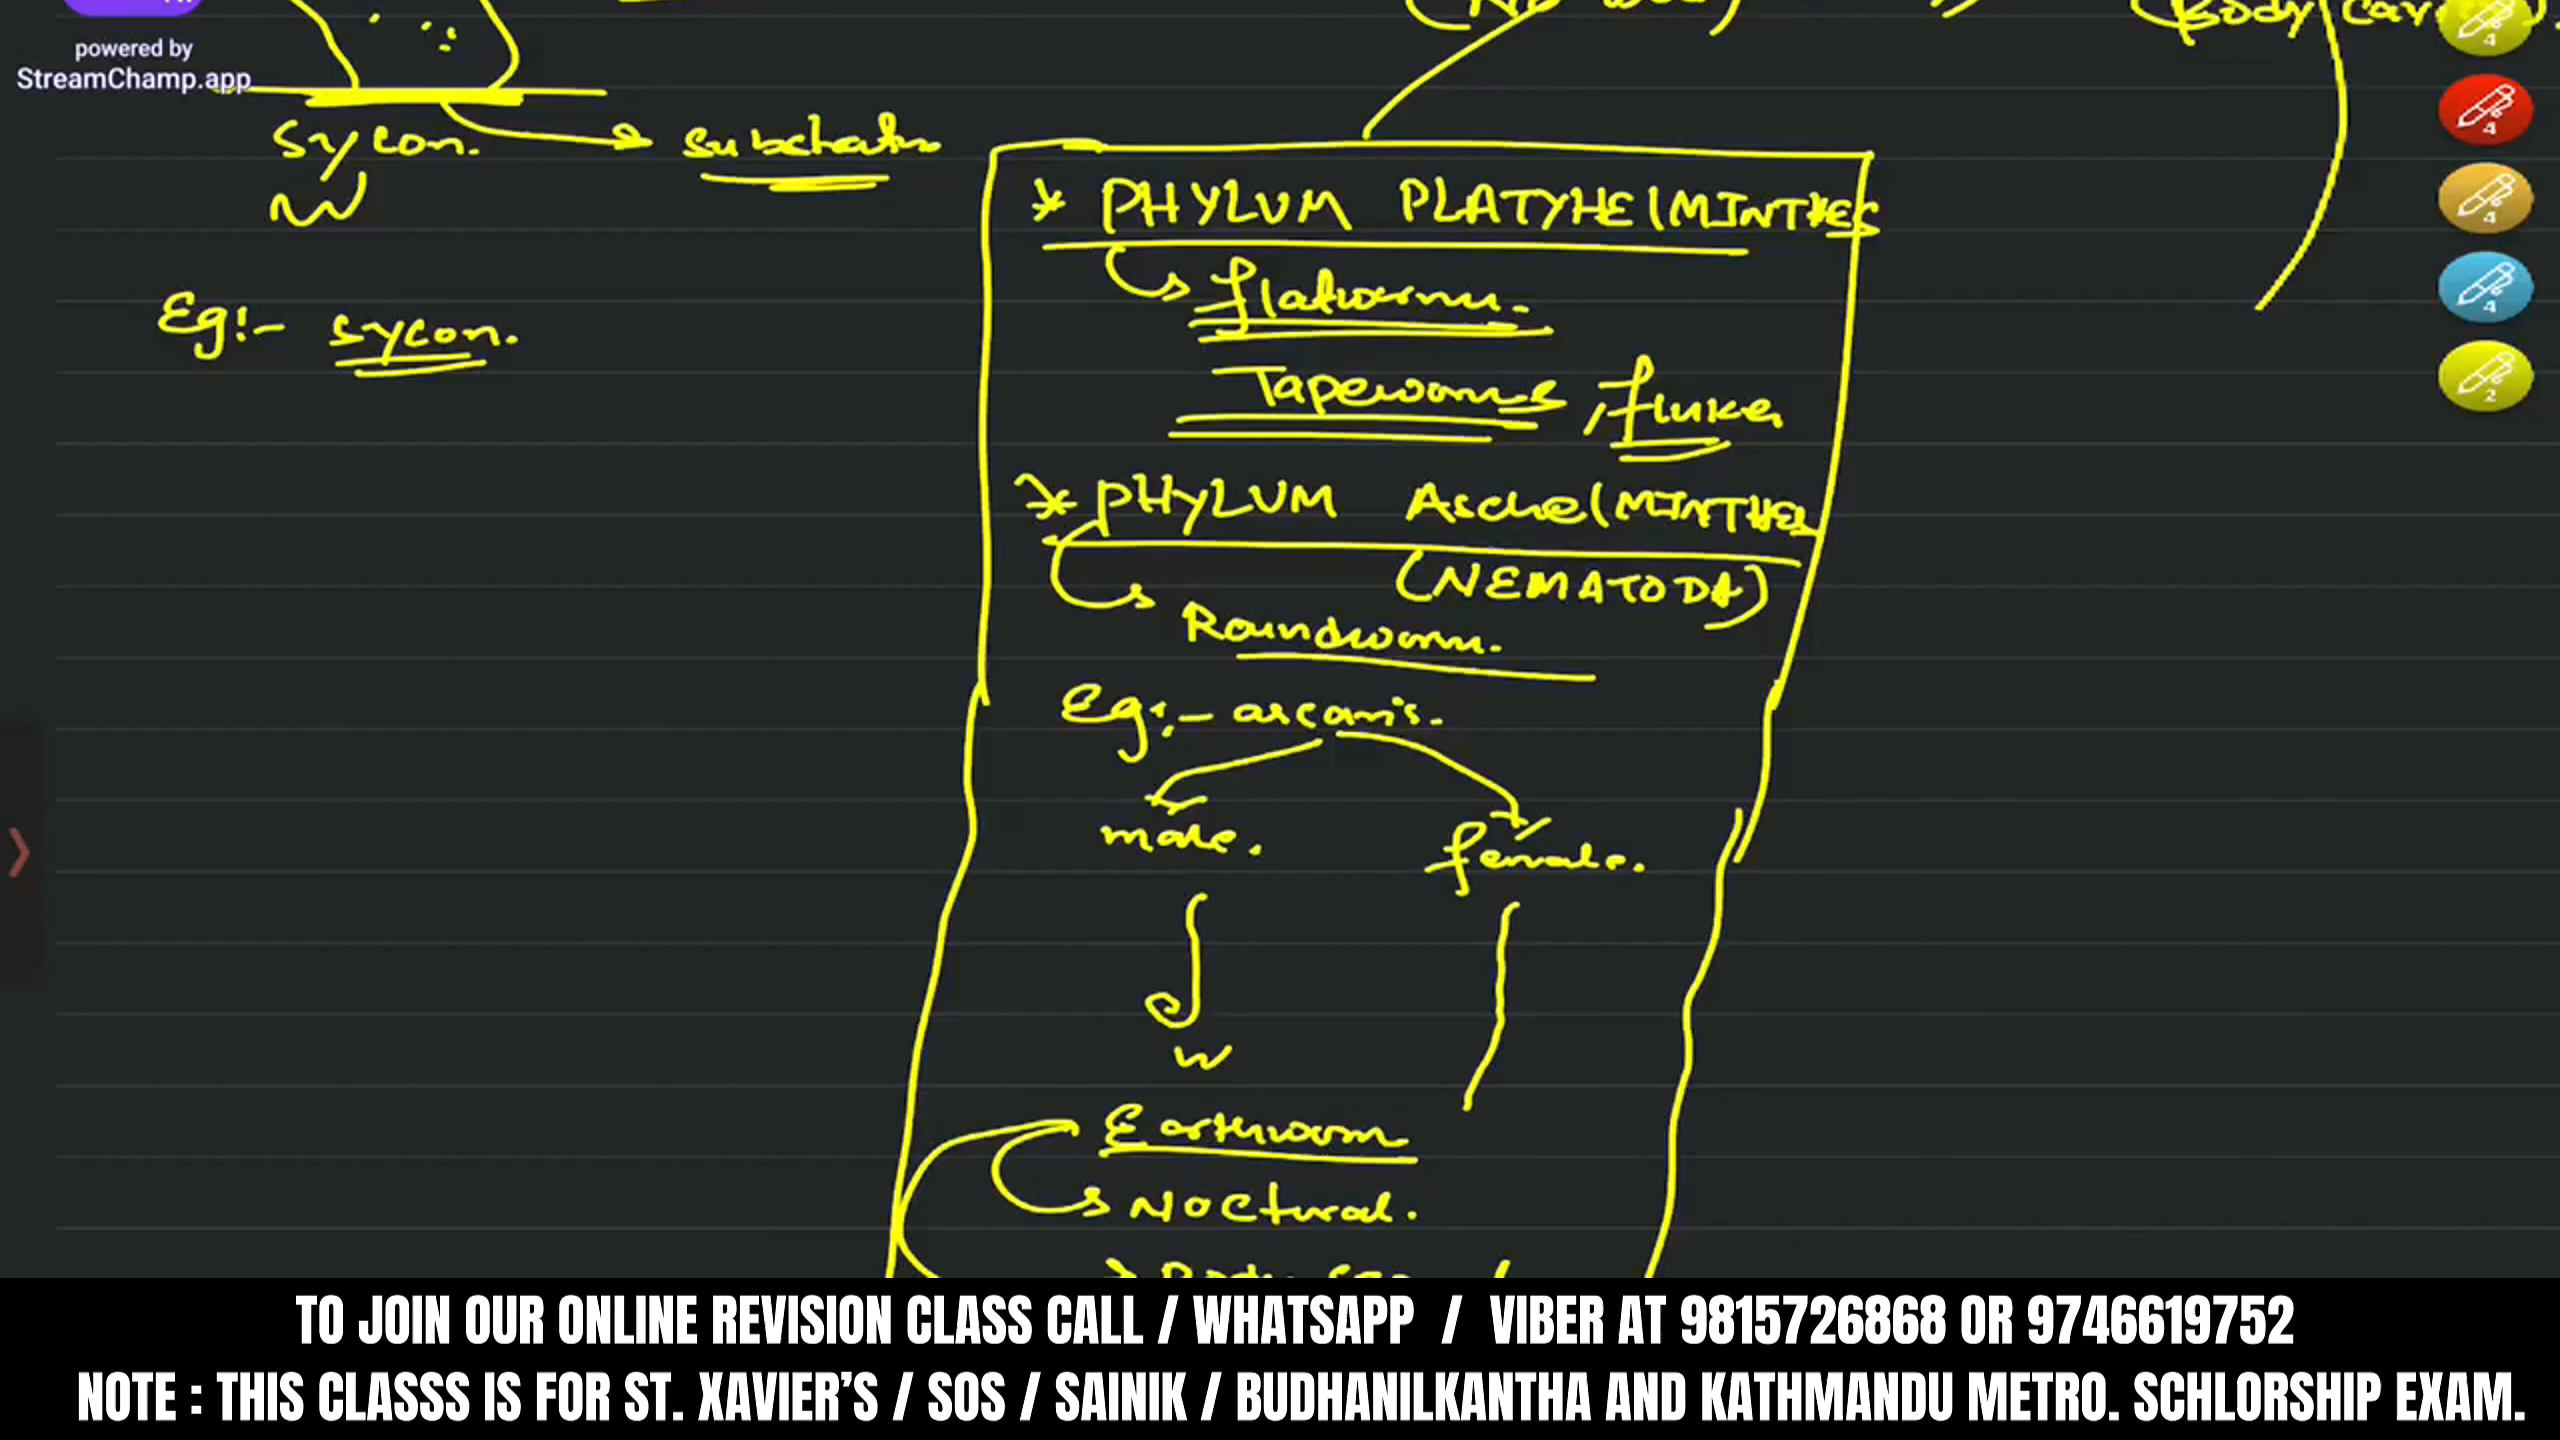 powered by
StreamChamp.app
Sycon.
Eg:- sycon.
* PHYLUM PLATYHElMINTHES
flatworm.
Tapeworms, fluke
* PHYLUM AscheLMINTHES
(NEMATODA)
Roundworm.
Eg:- ascaris.
male. female.
Earthworm
Noctural.
TO JOIN OUR ONLINE REVISION CLASS CALL / WHATSAPP / VIBER AT 9815726868 OR 9746619752
NOTE : THIS CLASSS IS FOR ST. XAVIER'S / SOS / SAINIK / BUDHANILKANTHA AND KATHMANDU METRO. SCHLORSHIP EXAM.